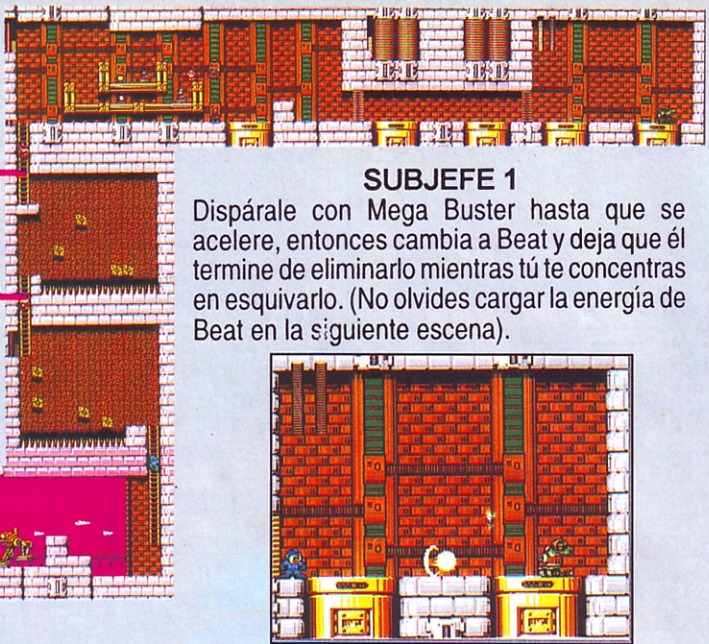 SUBJEFE 1
Dispárale con Mega Buster hasta que se
acelere, entonces cambia a Beat y deja que él
termine de eliminarlo mientras tú te concentras
en esquivarlo. (No olvides cargar la energía de
Beat en la siguiente escena).